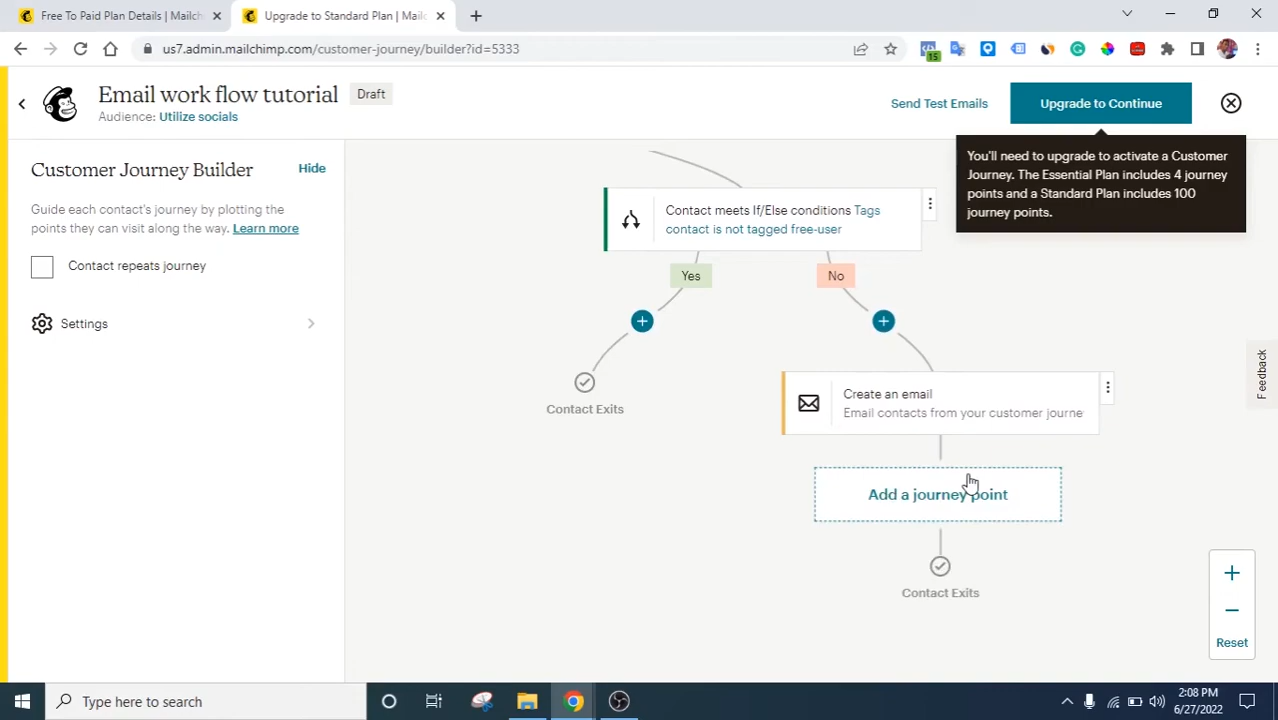 Free To Paid Plan Details | Mailch
Upgrade to Standard Plan | Mailc
us7.admin.mailchimp.com/customer-journey/builder?id=5333
15
Email work flow tutorial
Draft
Audience: Utilize socials
Send Test Emails
Upgrade to Continue
You'll need to upgrade to activate a Customer
Journey. The Essential Plan includes 4 journey
points and a Standard Plan includes 100
journey points.
Customer Journey Builder
Hide
Guide each contact's journey by plotting the
points they can visit along the way. Learn more
Contact repeats journey
Settings
Contact meets If/Else conditions Tags
contact is not tagged free-user
Yes
No
Contact Exits
Create an email
Email contacts from your customer journe
Add a journey point
Contact Exits
Feedback
Reset
Type here to search
2:08 PM
6/27/2022